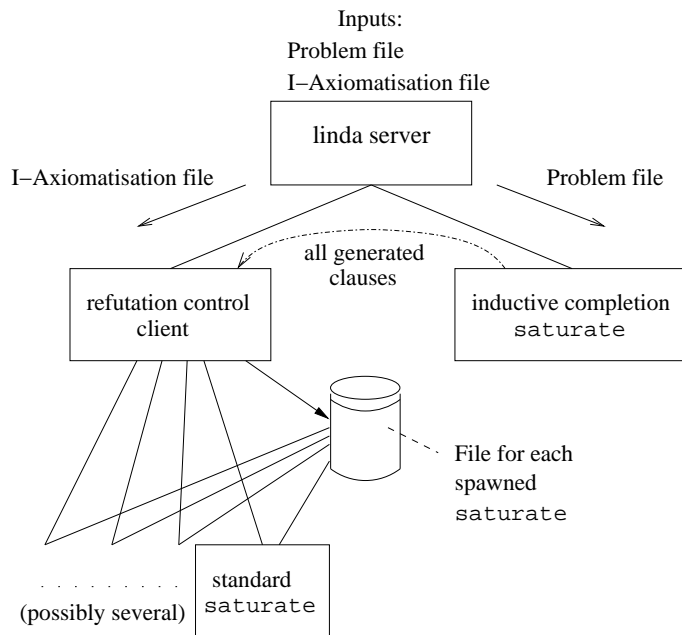 Inputs:
Problem file
I–Axiomatisation file
linda server
I–Axiomatisation file
Problem file
all generated
clauses
refutation control
client
inductive completion
saturate
File for each
spawned
saturate
standard
saturate
. . . . . . . . . .
(possibly several)